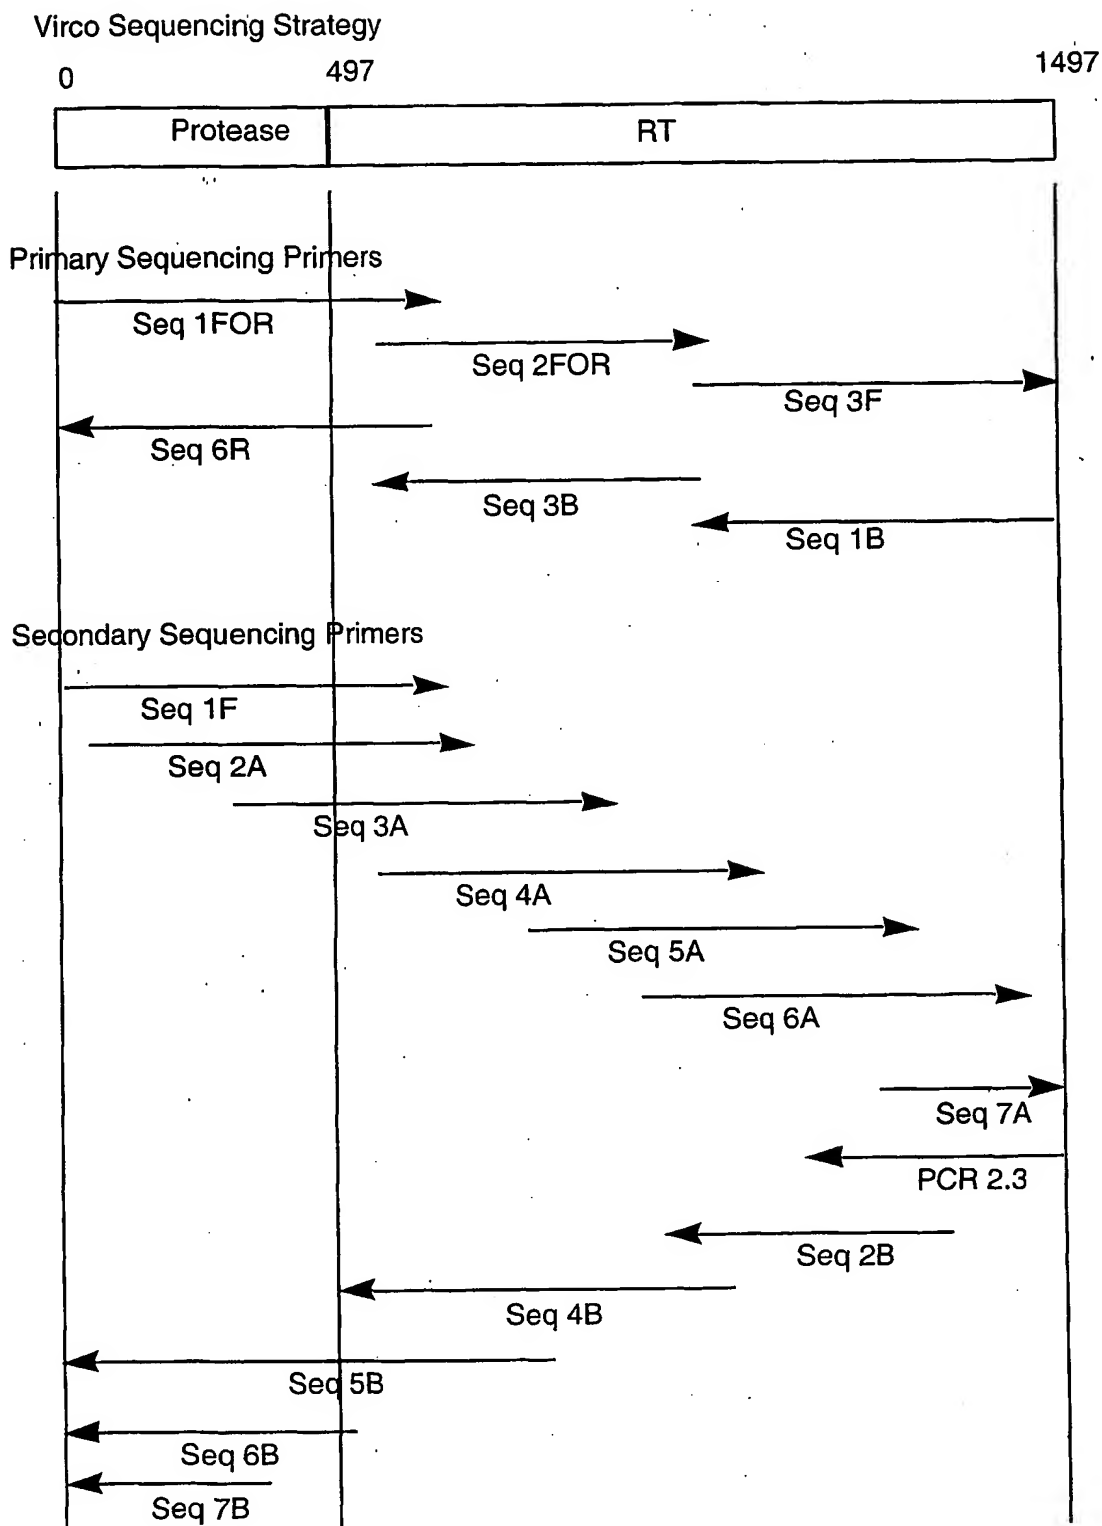 Virco Sequencing Strategy
0
497
1497
Protease
RT
Primary Sequencing Primers
Seq 1FOR
Seq 2FOR
Seq 3F
Seq 6R
Seq 3B
Seq 1B
Secondary Sequencing Primers
Seq 1F
Seq 2A
Seq 3A
Seq 4A
Seq 5A
Seq 6A
Seq 7A
PCR 2.3
Seq 2B
Seq 4B
Seq 5B
Seq 6B
Seq 7B